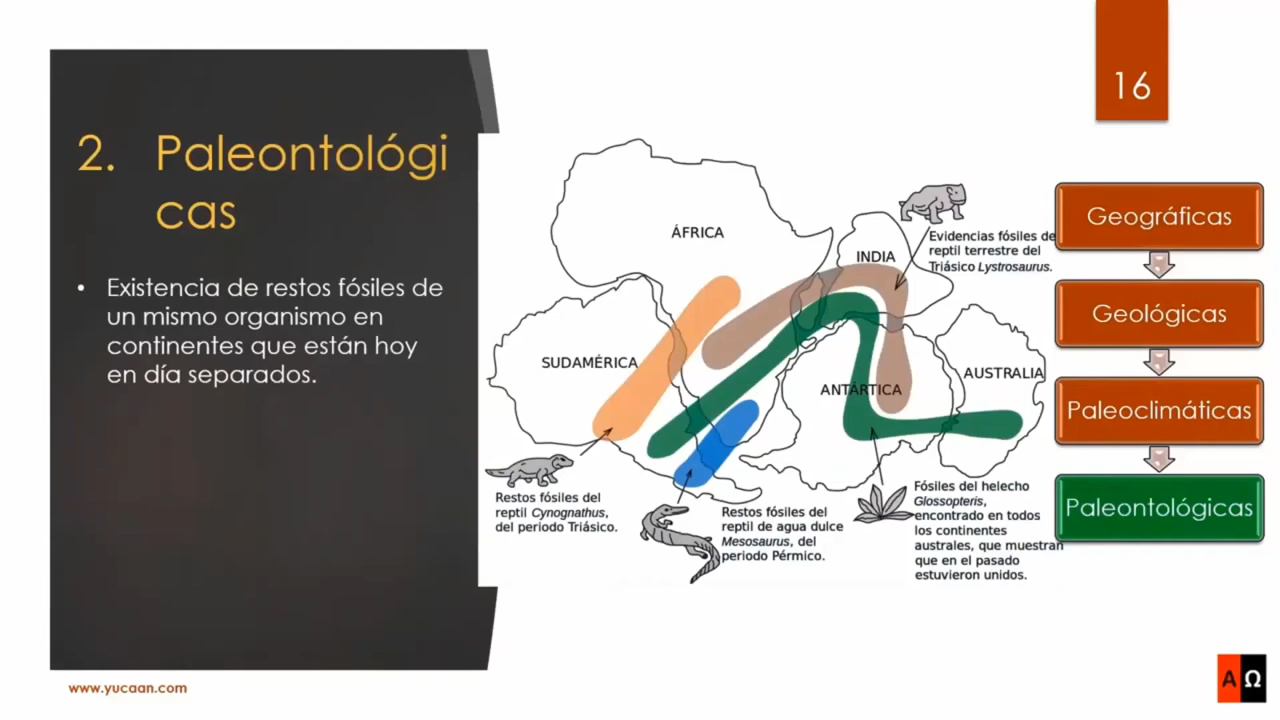 16
2. Paleontológi
cas
• Existencia de restos fósiles de
un mismo organismo en
continentes que están hoy
en día separados.
ÁFRICA
INDIA
SUDAMÉRICA
ANTÁRTICA
AUSTRALIA
Evidencias fósiles de
reptil terrestre del
Triásico Lystrosaurus.
Restos fósiles del
reptil Cynognathus,
del periodo Triásico.
Restos fósiles del
reptil de agua dulce
Mesosaurus, del
periodo Pérmico.
Fósiles del helecho
Glossopteris,
encontrado en todos
los continentes
australes, que muestran
que en el pasado
estuvieron unidos.
Geográficas
Geológicas
Paleoclimáticas
Paleontológicas
www.yucaan.com
ΑΩ